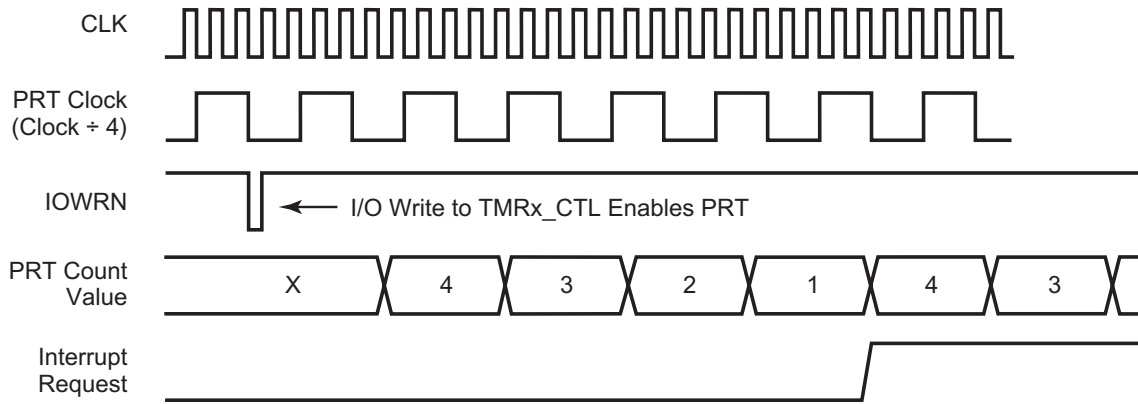 CLK
PRT Clock
(Clock ÷ 4)
IOWRN
I/O Write to TMRx_CTL Enables PRT
PRT Count
Value
X 4 3 2 1 4 3
Interrupt
Request